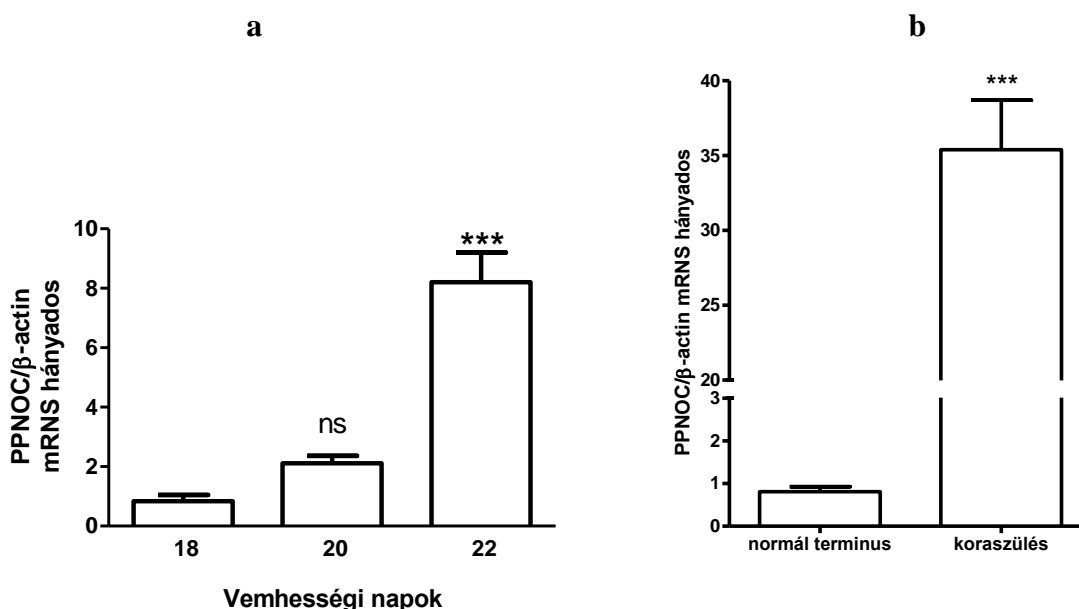 a
PPNOC/β-actin
mRNS hányados
10
8
6
4
2
0
ns
***
18 20 22
Vemhességi napok
b
PPNOC/β-actin mRNS hányados
40
35
30
25
20
3
2
1
0
***
normál terminus koraszülés